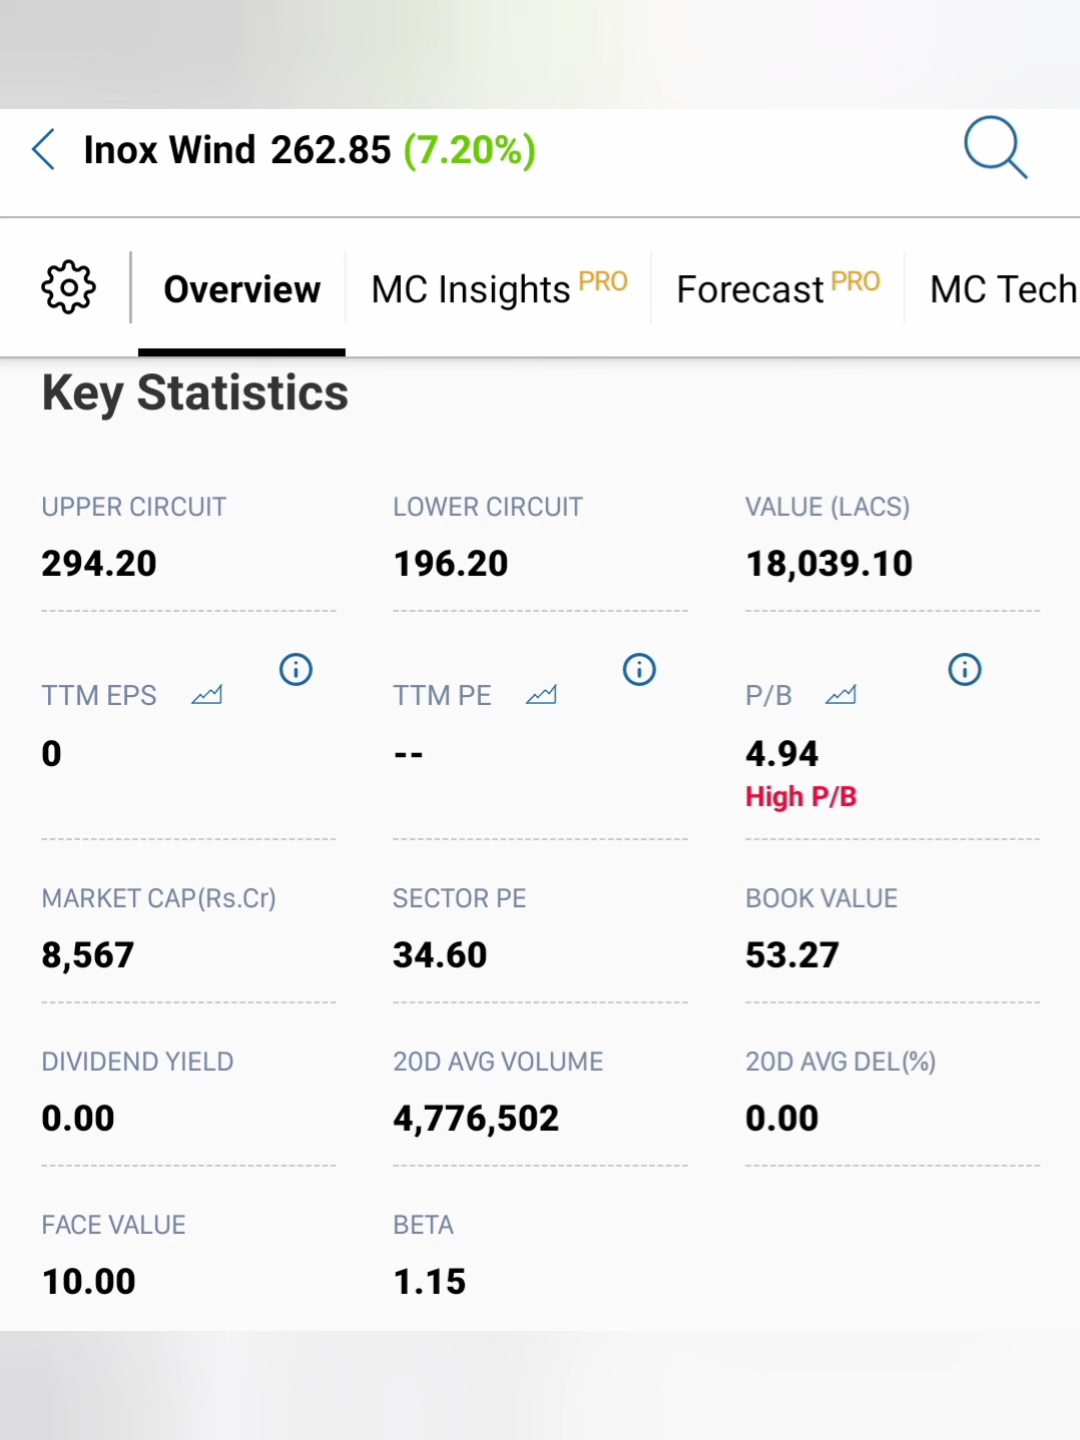 Inox Wind 262.85 (7.20%)
Overview MC Insights PRO Forecast PRO MC Tech
Key Statistics
UPPER CIRCUIT LOWER CIRCUIT VALUE (LACS)
294.20 196.20 18,039.10
TTM EPS TTM PE P/B
0 -- 4.94
High P/B
MARKET CAP(Rs.Cr) SECTOR PE BOOK VALUE
8,567 34.60 53.27
DIVIDEND YIELD 20D AVG VOLUME 20D AVG DEL(%)
0.00 4,776,502 0.00
FACE VALUE BETA
10.00 1.15